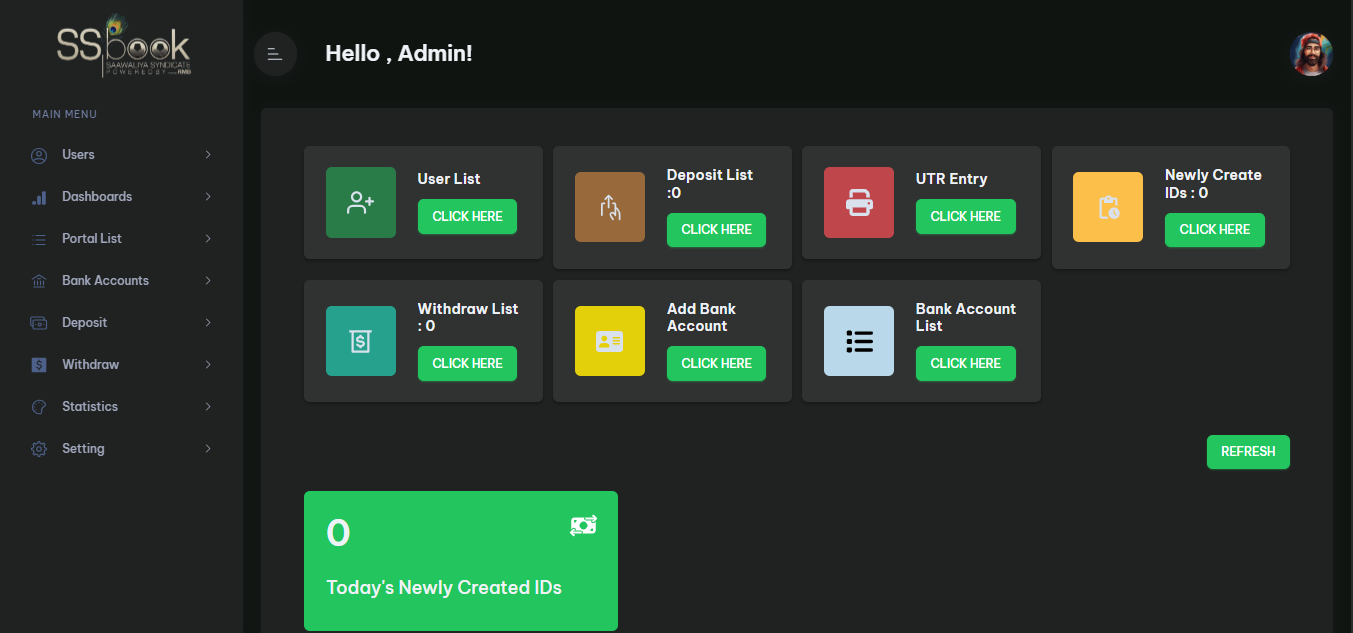 SSbook
SAAWALIYA SYNDICATE
POWERED BY
RMB
Hello , Admin!
MAIN MENU
Users
Dashboards
Portal List
Bank Accounts
Deposit
Withdraw
Statistics
Setting
User List
CLICK HERE
Deposit List
:0
CLICK HERE
UTR Entry
CLICK HERE
Newly Create
IDs : 0
CLICK HERE
Withdraw List
: 0
CLICK HERE
Add Bank
Account
CLICK HERE
Bank Account
List
CLICK HERE
REFRESH
0
Today's Newly Created IDs